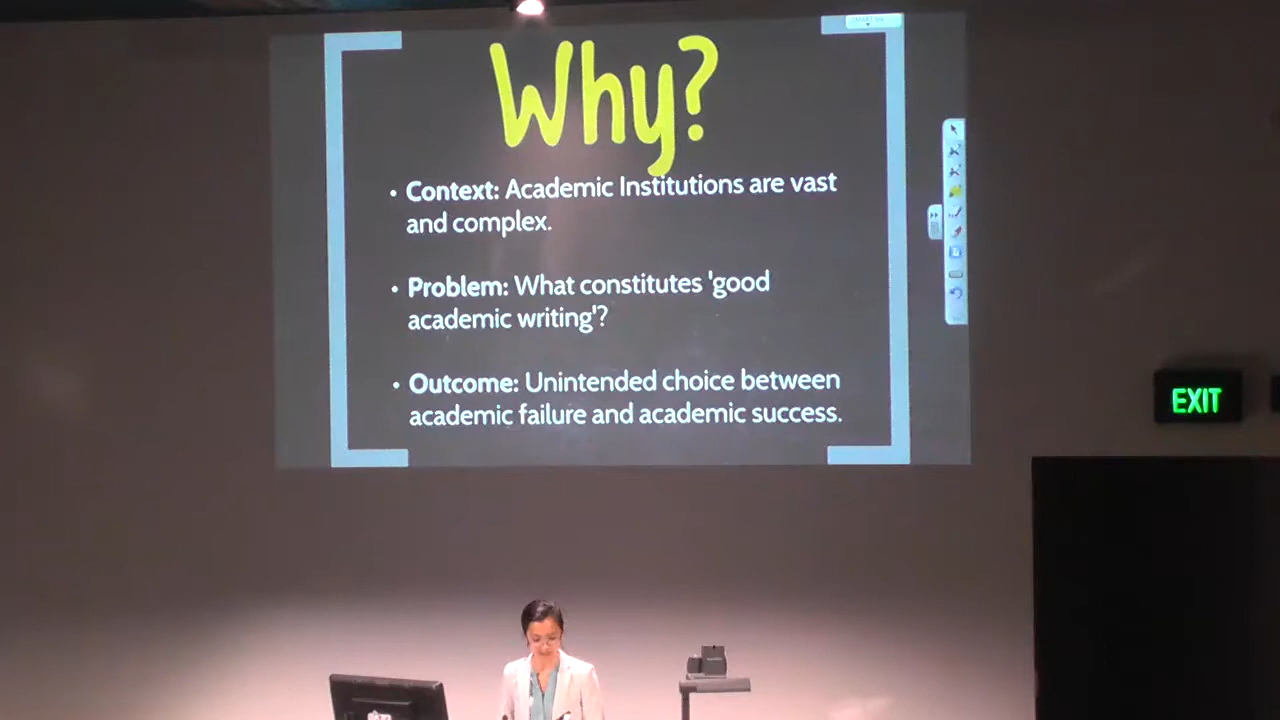 Why?
• Context: Academic Institutions are vast
and complex.
• Problem: What constitutes 'good
academic writing'?
• Outcome: Unintended choice between
academic failure and academic success.
EXIT